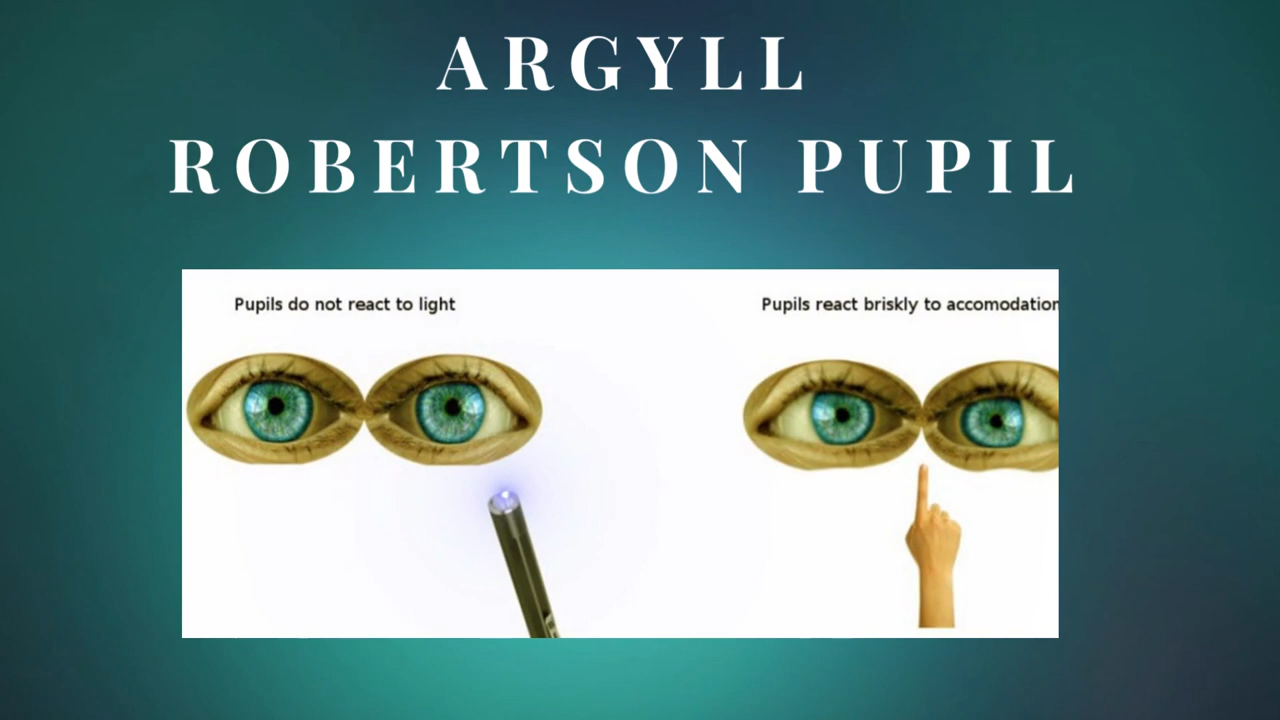 ARGYLL
ROBERTSON PUPIL
Pupils do not react to light
Pupils react briskly to accomodation